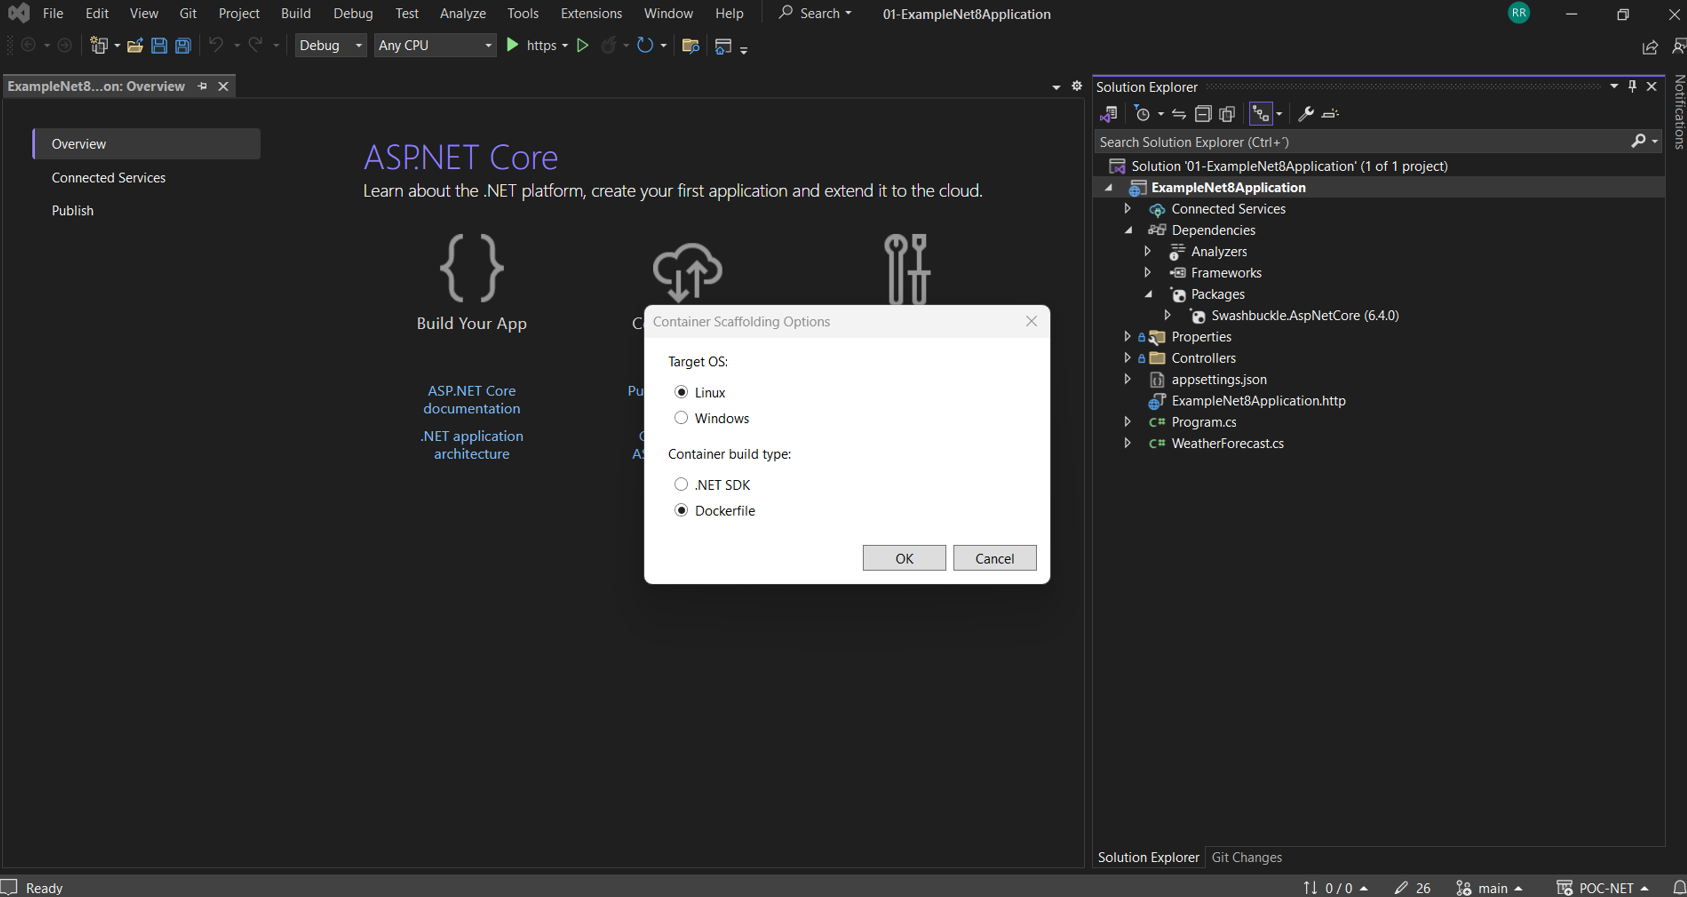 File Edit View Git Project Build Debug Test Analyze Tools Extensions Window Help Search 01-ExampleNet8Application RR
Debug Any CPU https
ExampleNet8...on: Overview
Overview
Connected Services
Publish
ASP.NET Core
Learn about the .NET platform, create your first application and extend it to the cloud.
Build Your App
ASP.NET Core
documentation
.NET application
architecture
C
Pu
C
AS
Container Scaffolding Options
Target OS:
Linux
Windows
Container build type:
.NET SDK
Dockerfile
OK Cancel
Solution Explorer
Search Solution Explorer (Ctrl+´)
Solution '01-ExampleNet8Application' (1 of 1 project)
ExampleNet8Application
Connected Services
Dependencies
Analyzers
Frameworks
Packages
Swashbuckle.AspNetCore (6.4.0)
Properties
Controllers
appsettings.json
ExampleNet8Application.http
C# Program.cs
C# WeatherForecast.cs
Solution Explorer Git Changes
Notifications
Ready 0 / 0 26 main POC-NET